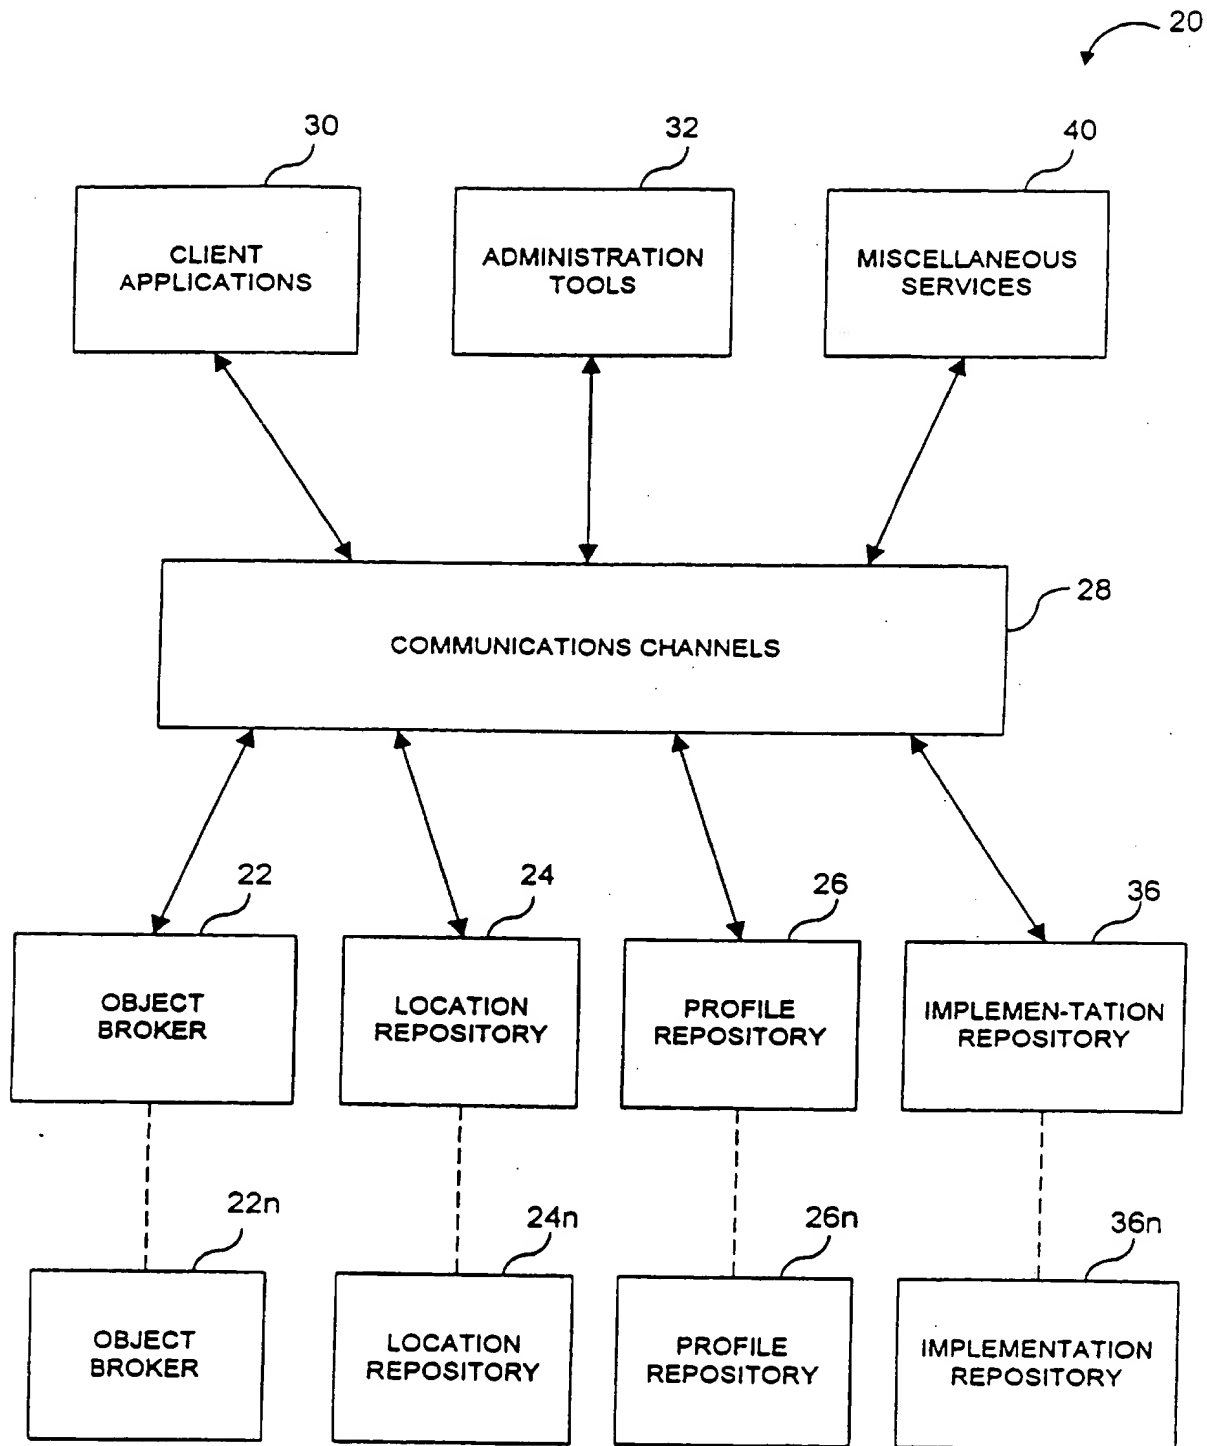 20
30
32
40
CLIENT
APPLICATIONS
ADMINISTRATION
TOOLS
MISCELLANEOUS
SERVICES
28
COMMUNICATIONS CHANNELS
22
24
26
36
OBJECT
BROKER
LOCATION
REPOSITORY
PROFILE
REPOSITORY
IMPLEMEN-TATION
REPOSITORY
22n
24n
26n
36n
OBJECT
BROKER
LOCATION
REPOSITORY
PROFILE
REPOSITORY
IMPLEMENTATION
REPOSITORY